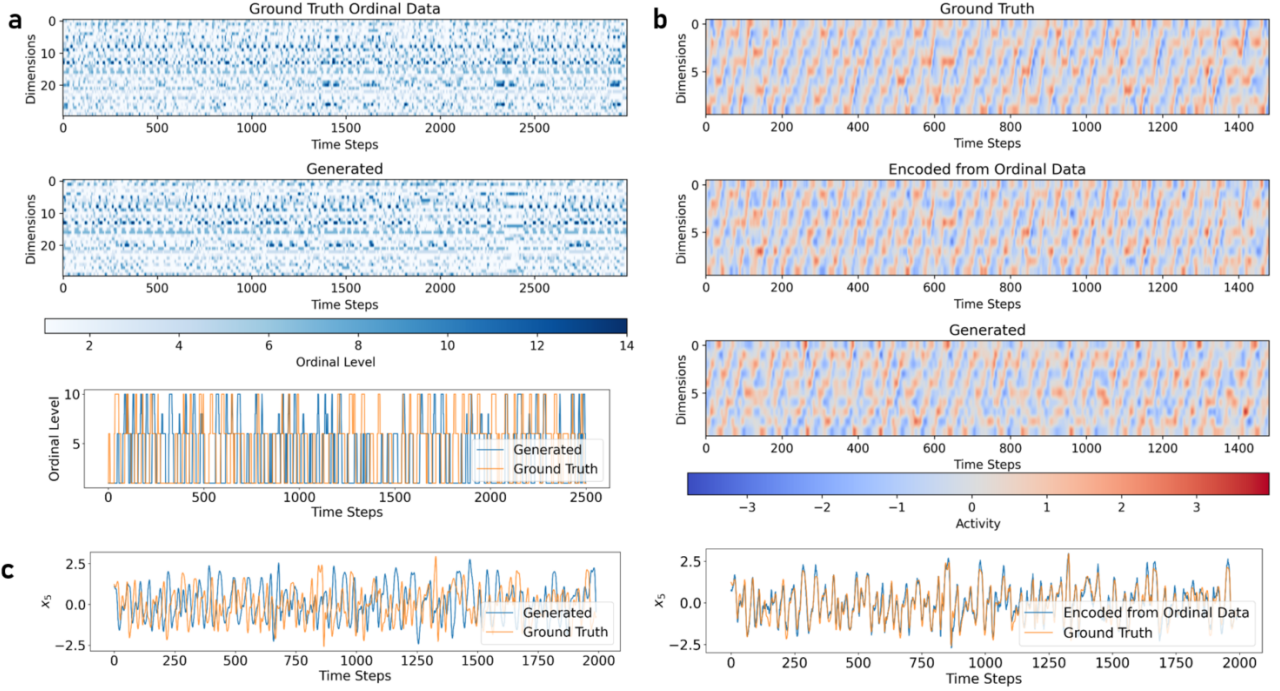 a
Ground Truth Ordinal Data
Dimensions
0
10
20
0 500 1000 1500 2000 2500
Time Steps
Generated
Dimensions
0
10
20
0 500 1000 1500 2000 2500
Time Steps
2 4 6 8 10 12 14
Ordinal Level
Ordinal Level
10
5
Generated
Ground Truth
0 500 1000 1500 2000 2500
Time Steps
b
Ground Truth
Dimensions
0
5
0 200 400 600 800 1000 1200 1400
Time Steps
Encoded from Ordinal Data
Dimensions
0
5
0 200 400 600 800 1000 1200 1400
Time Steps
Generated
Dimensions
0
5
0 200 400 600 800 1000 1200 1400
Time Steps
−3 −2 −1 0 1 2 3
Activity
c
x₅
2.5
0.0
−2.5
Generated
Ground Truth
0 250 500 750 1000 1250 1500 1750 2000
Time Steps
x₅
2.5
0.0
−2.5
Encoded from Ordinal Data
Ground Truth
0 250 500 750 1000 1250 1500 1750 2000
Time Steps